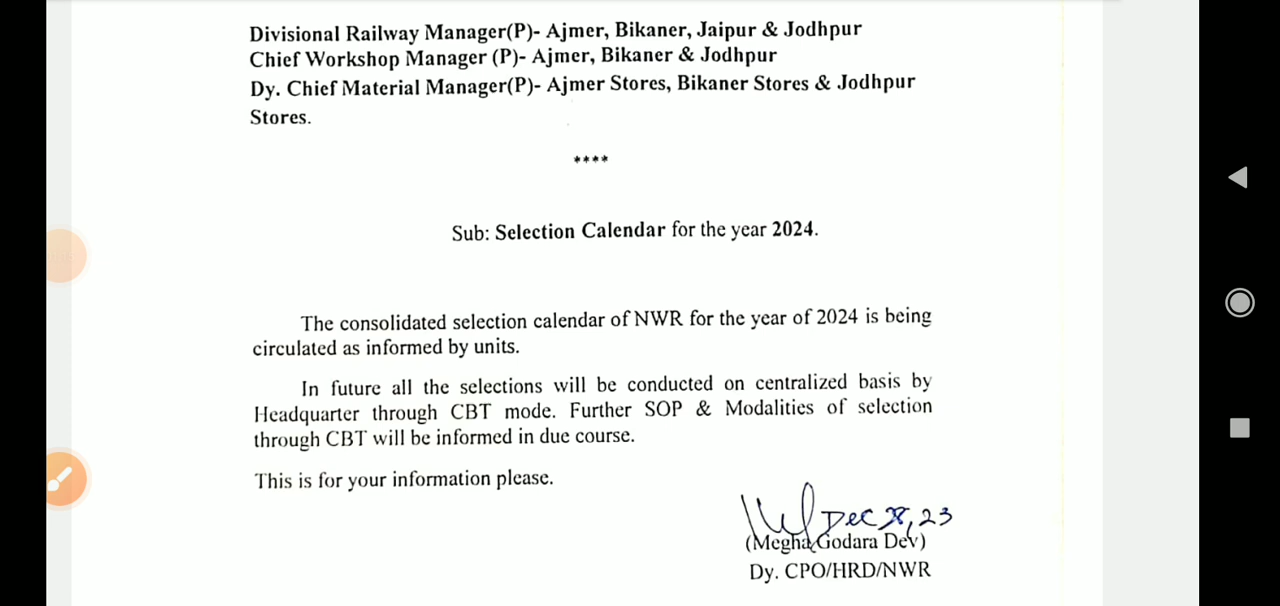 Divisional Railway Manager(P)- Ajmer, Bikaner, Jaipur & Jodhpur
Chief Workshop Manager (P)- Ajmer, Bikaner & Jodhpur
Dy. Chief Material Manager(P)- Ajmer Stores, Bikaner Stores & Jodhpur
Stores.
****
Sub: Selection Calendar for the year 2024.
The consolidated selection calendar of NWR for the year of 2024 is being
circulated as informed by units.
In future all the selections will be conducted on centralized basis by
Headquarter through CBT mode. Further SOP & Modalities of selection
through CBT will be informed in due course.
This is for your information please.
Dec 28, 23
(Megha Godara Dev)
Dy. CPO/HRD/NWR